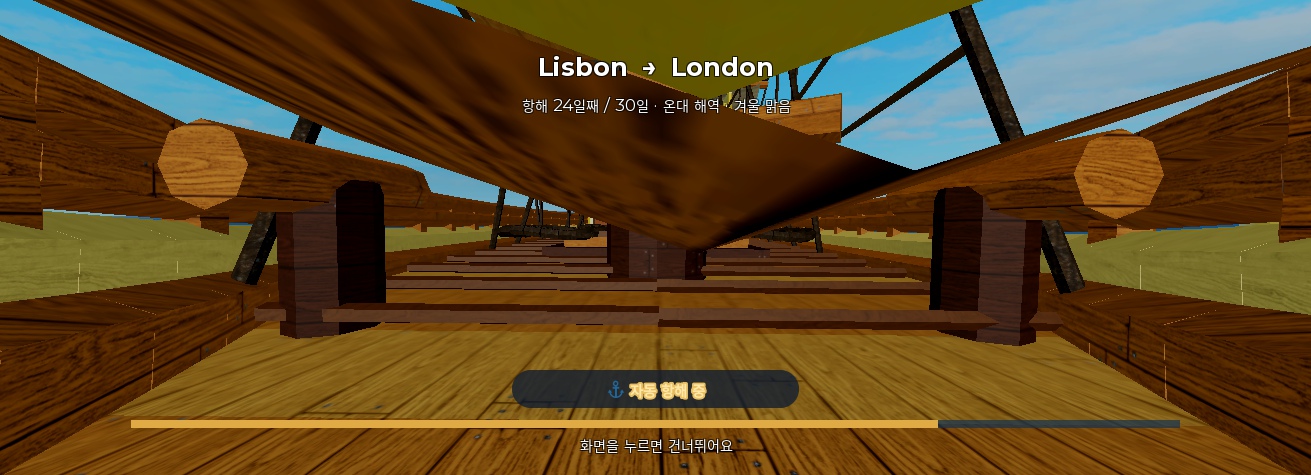 Lisbon → London
항해 24일째 / 30일 · 온대 해역 · 겨울 맑음
⚓ 자동 항해 중
화면을 누르면 건너뛰어요